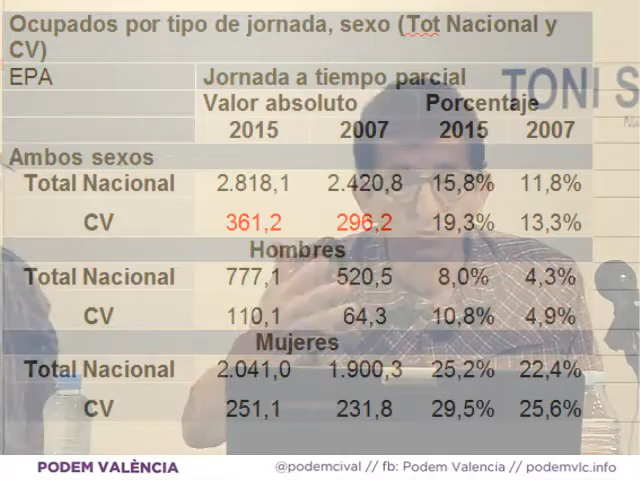 Ocupados por tipo de jornada, sexo (Tot Nacional y
CV)
EPA Jornada a tiempo parcial
TONI S
Valor absoluto Porcentaje
2015 2007 2015 2007
Ambos sexos
Total Nacional 2.818,1 2.420,8 15,8% 11,8%
CV 361,2 296,2 19,3% 13,3%
Hombres
Total Nacional 777,1 520,5 8,0% 4,3%
CV 110,1 64,3 10,8% 4,9%
Mujeres
Total Nacional 2.041,0 1.900,3 25,2% 22,4%
CV 251,1 231,8 29,5% 25,6%
PODEM VALÈNCIA @podemcival // fb: Podem Valencia // podemvlc.info